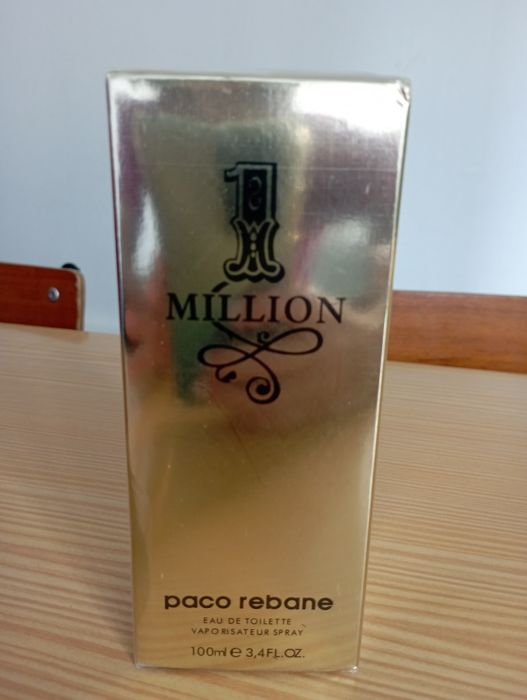 1
MILLION
paco rebane
EAU DE TOILETTE
VAPORISATEUR SPRAY
100ml e 3,4FL.OZ.